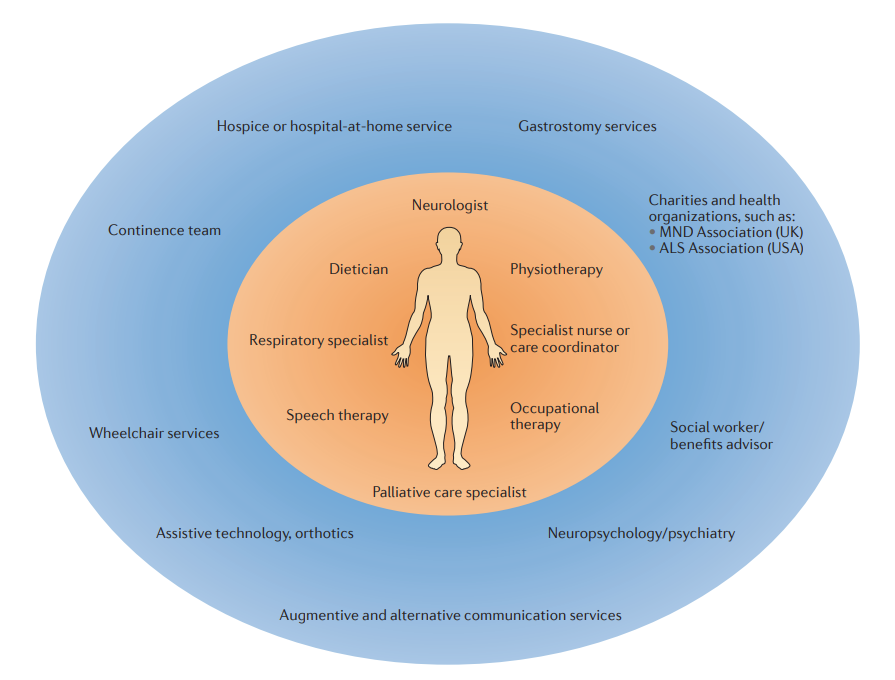 Hospice or hospital-at-home service
Gastrostomy services
Charities and health
organizations, such as:
• MND Association (UK)
• ALS Association (USA)
Continence team
Neurologist
Dietician
Physiotherapy
Respiratory specialist
Specialist nurse or
care coordinator
Speech therapy
Occupational
therapy
Wheelchair services
Social worker/
benefits advisor
Palliative care specialist
Assistive technology, orthotics
Neuropsychology/psychiatry
Augmentive and alternative communication services